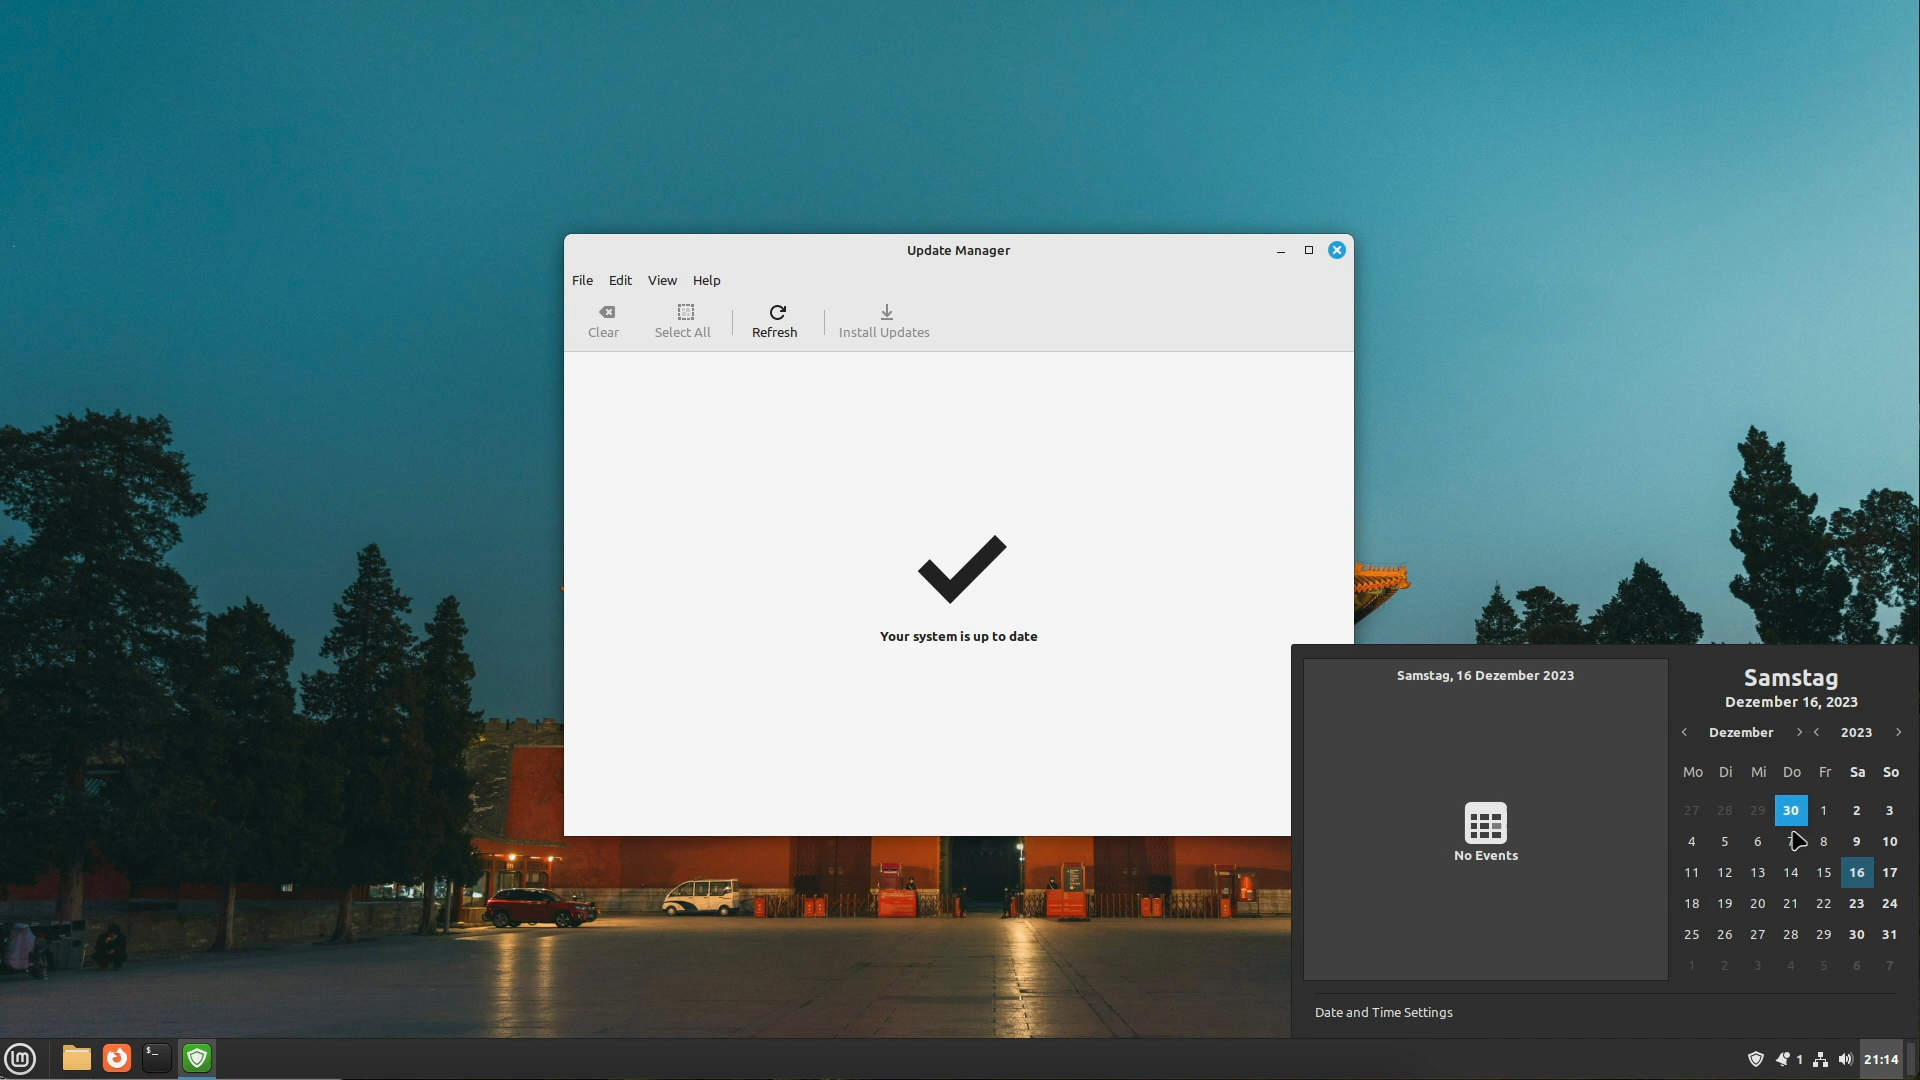 Update Manager
File Edit View Help
Clear Select All Refresh Install Updates
Your system is up to date
Samstag, 16 Dezember 2023
No Events
Samstag
Dezember 16, 2023
Dezember 2023
Mo Di Mi Do Fr Sa So
27 28 29 30 1 2 3
4 5 6 7 8 9 10
11 12 13 14 15 16 17
18 19 20 21 22 23 24
25 26 27 28 29 30 31
1 2 3 4 5 6 7
Date and Time Settings
$_
1 21:14